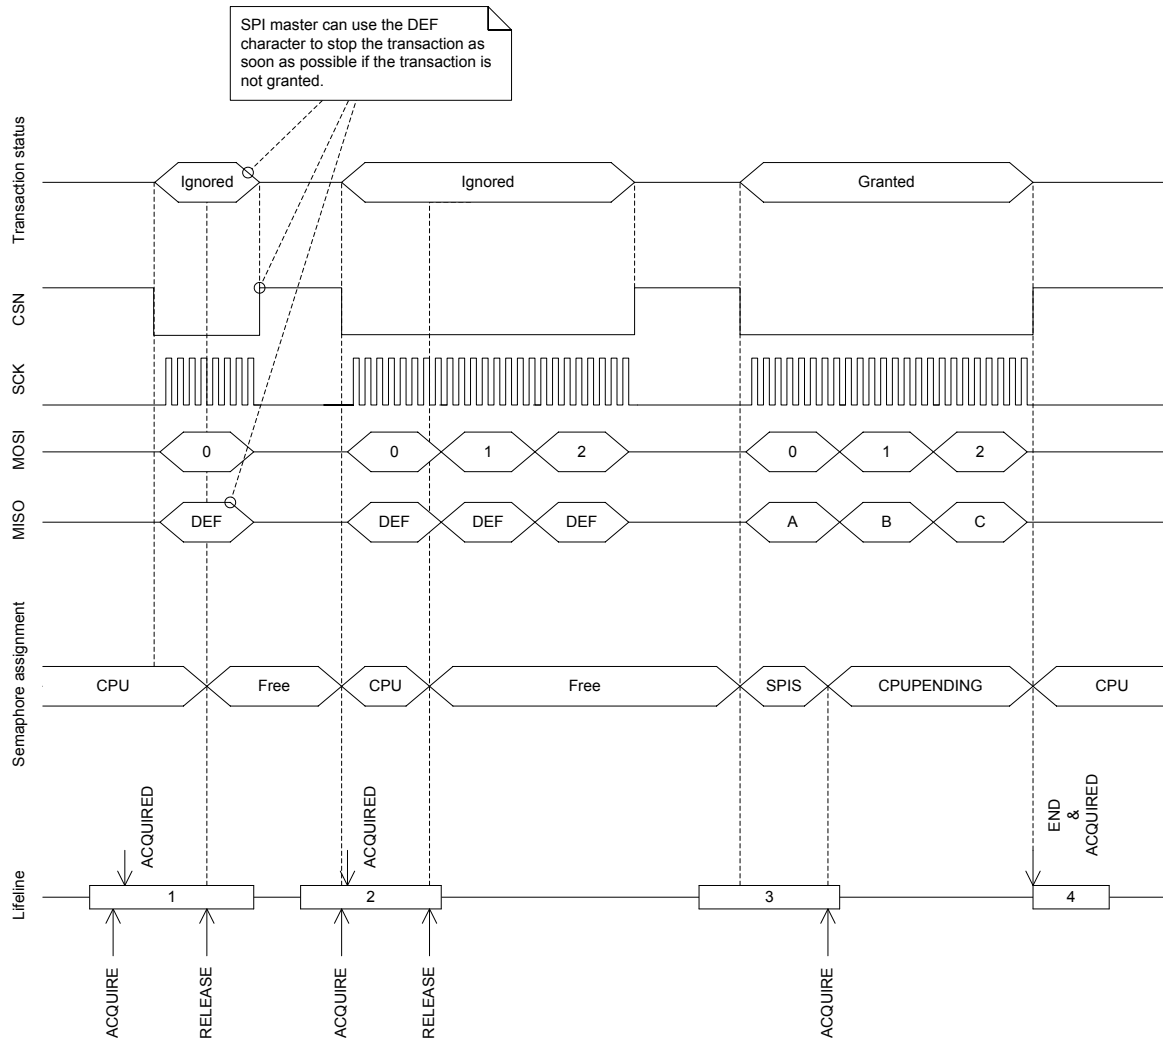 SPI master can use the DEF
character to stop the transaction as
soon as possible if the transaction is
not granted.
Transaction status
Ignored
Ignored
Granted
CSN
SCK
MOSI
0
0
1
2
0
1
2
MISO
DEF
DEF
DEF
DEF
A
B
C
Semaphore assignment
CPU
Free
CPU
Free
SPIS
CPUPENDING
CPU
ACQUIRED
ACQUIRED
END
&
ACQUIRED
Lifeline
1
2
3
4
ACQUIRE
RELEASE
ACQUIRE
RELEASE
ACQUIRE